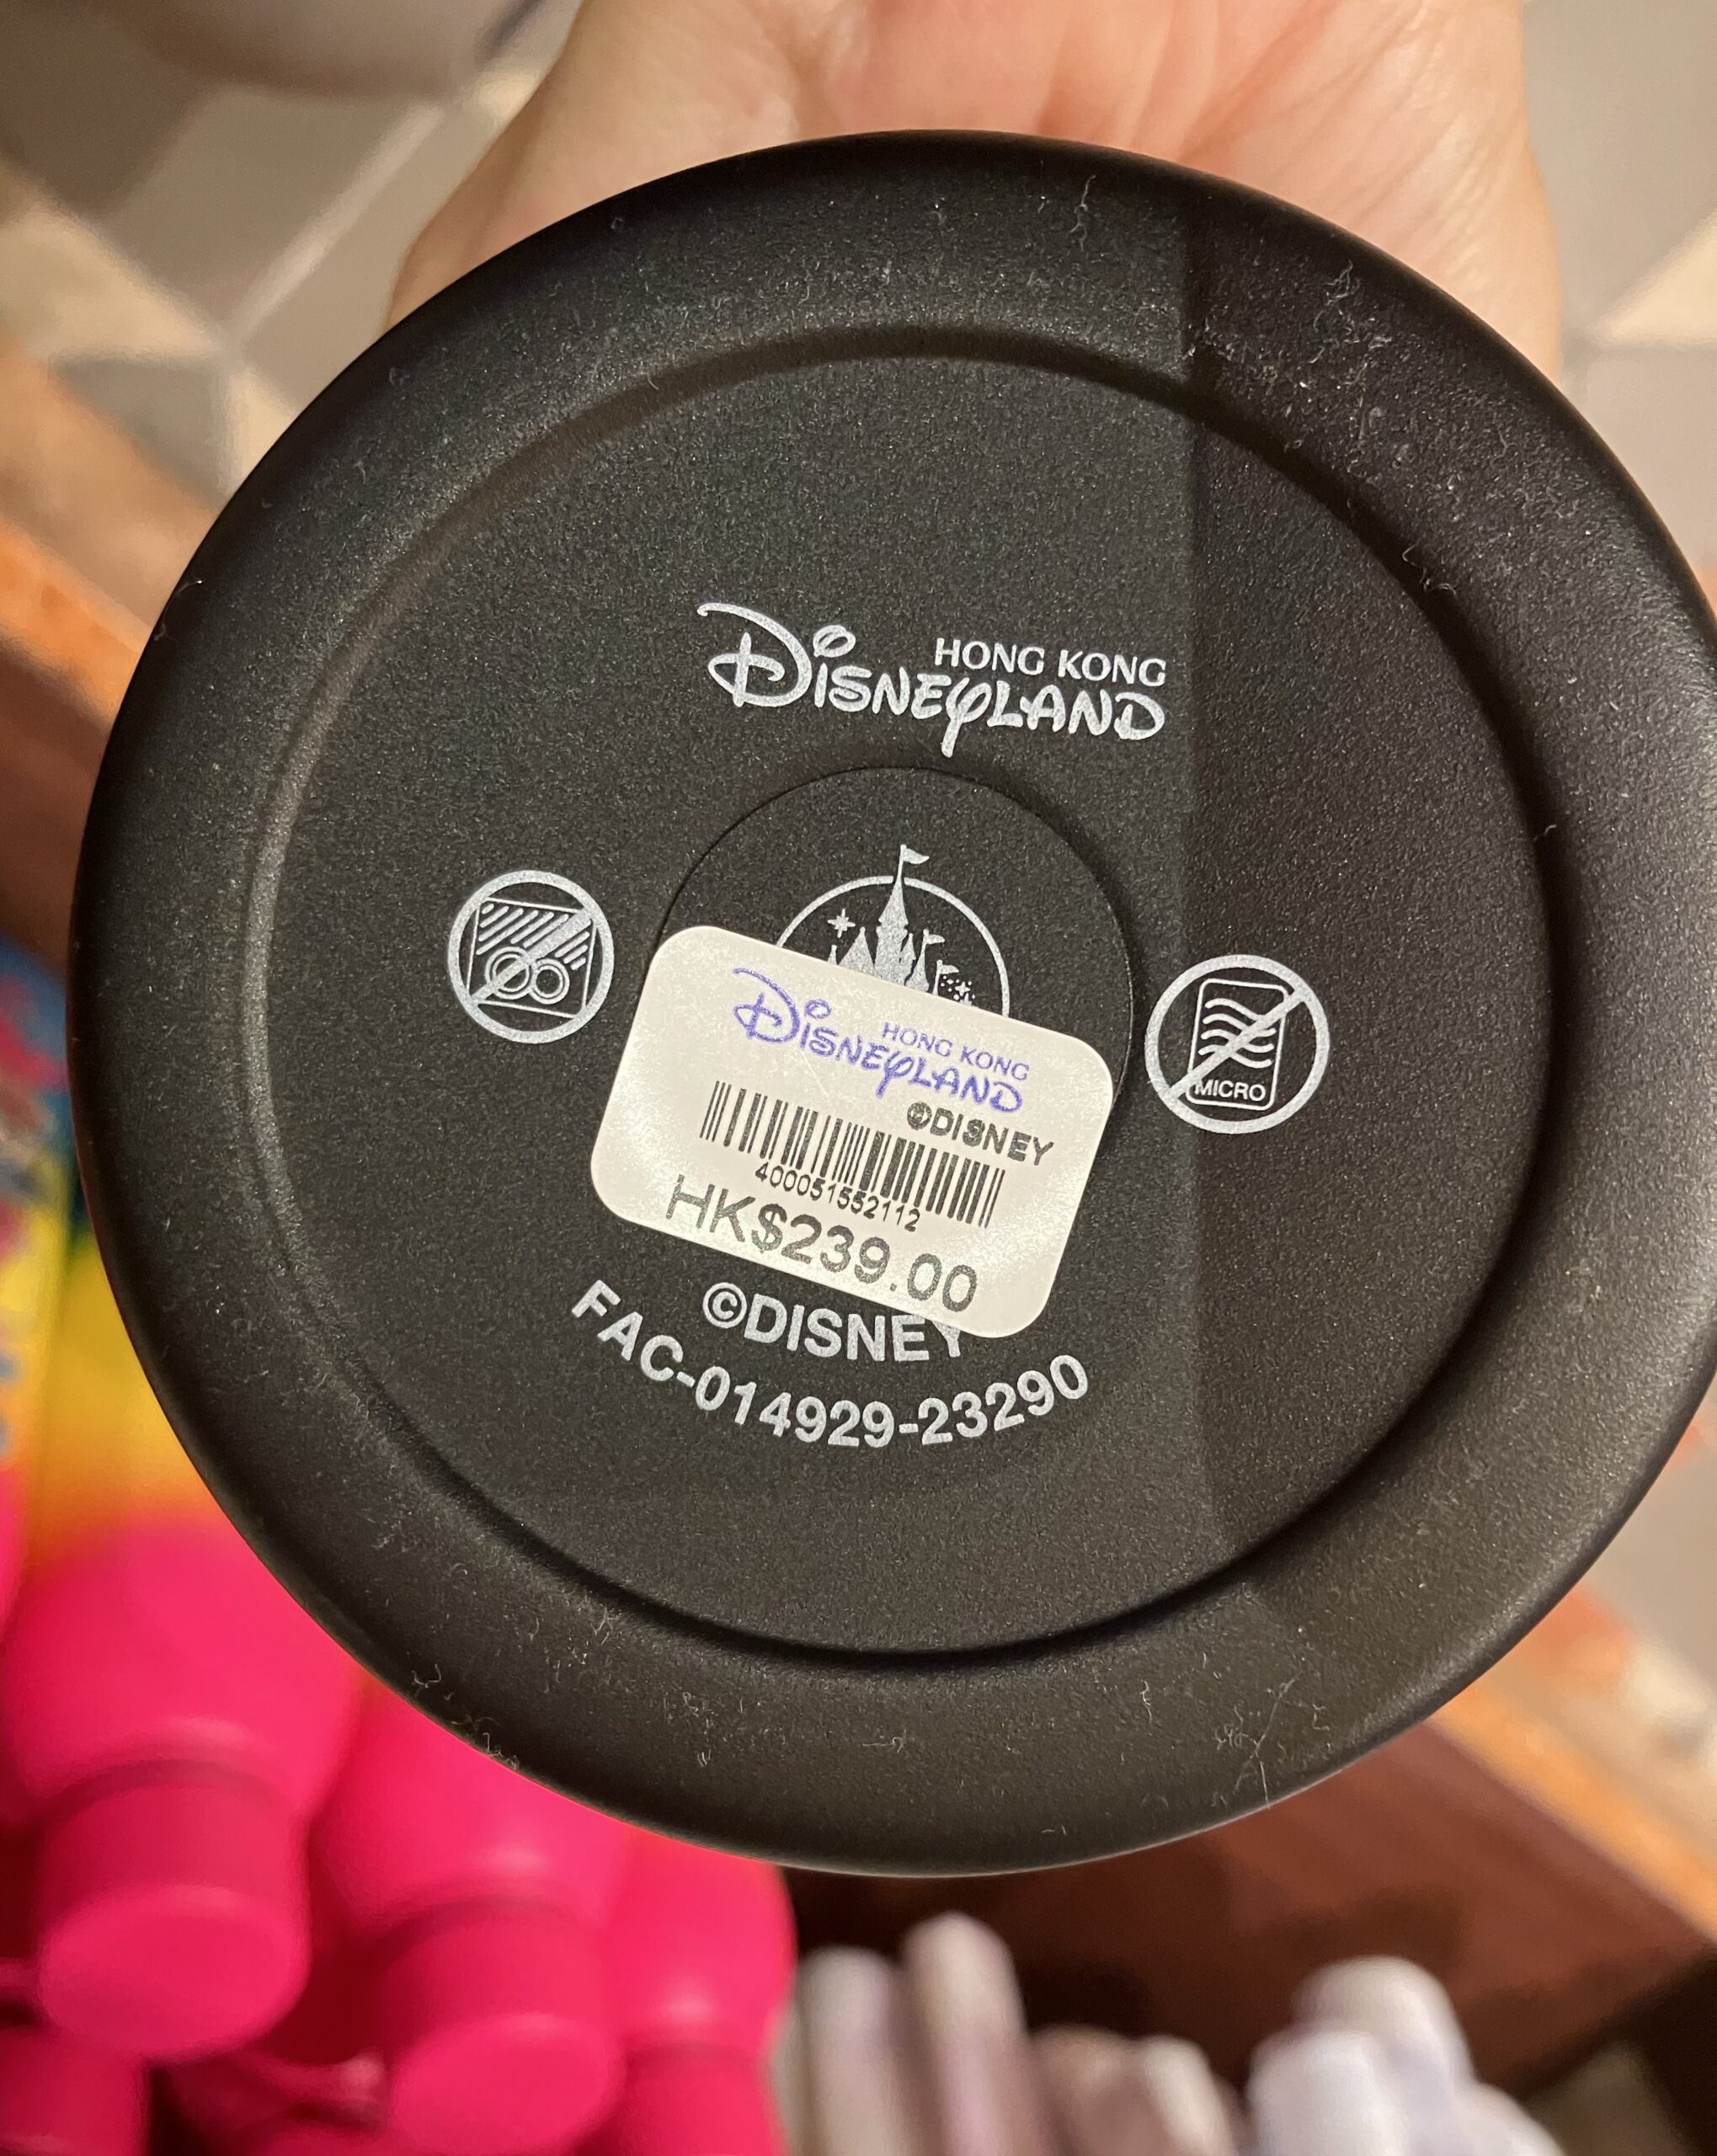 HONG KONG
DISNEYLAND
MICRO
HONG KONG
DISNEYLAND
©DISNEY
400051552112
HK$239.00
©DISNEY
FAC-014929-23290